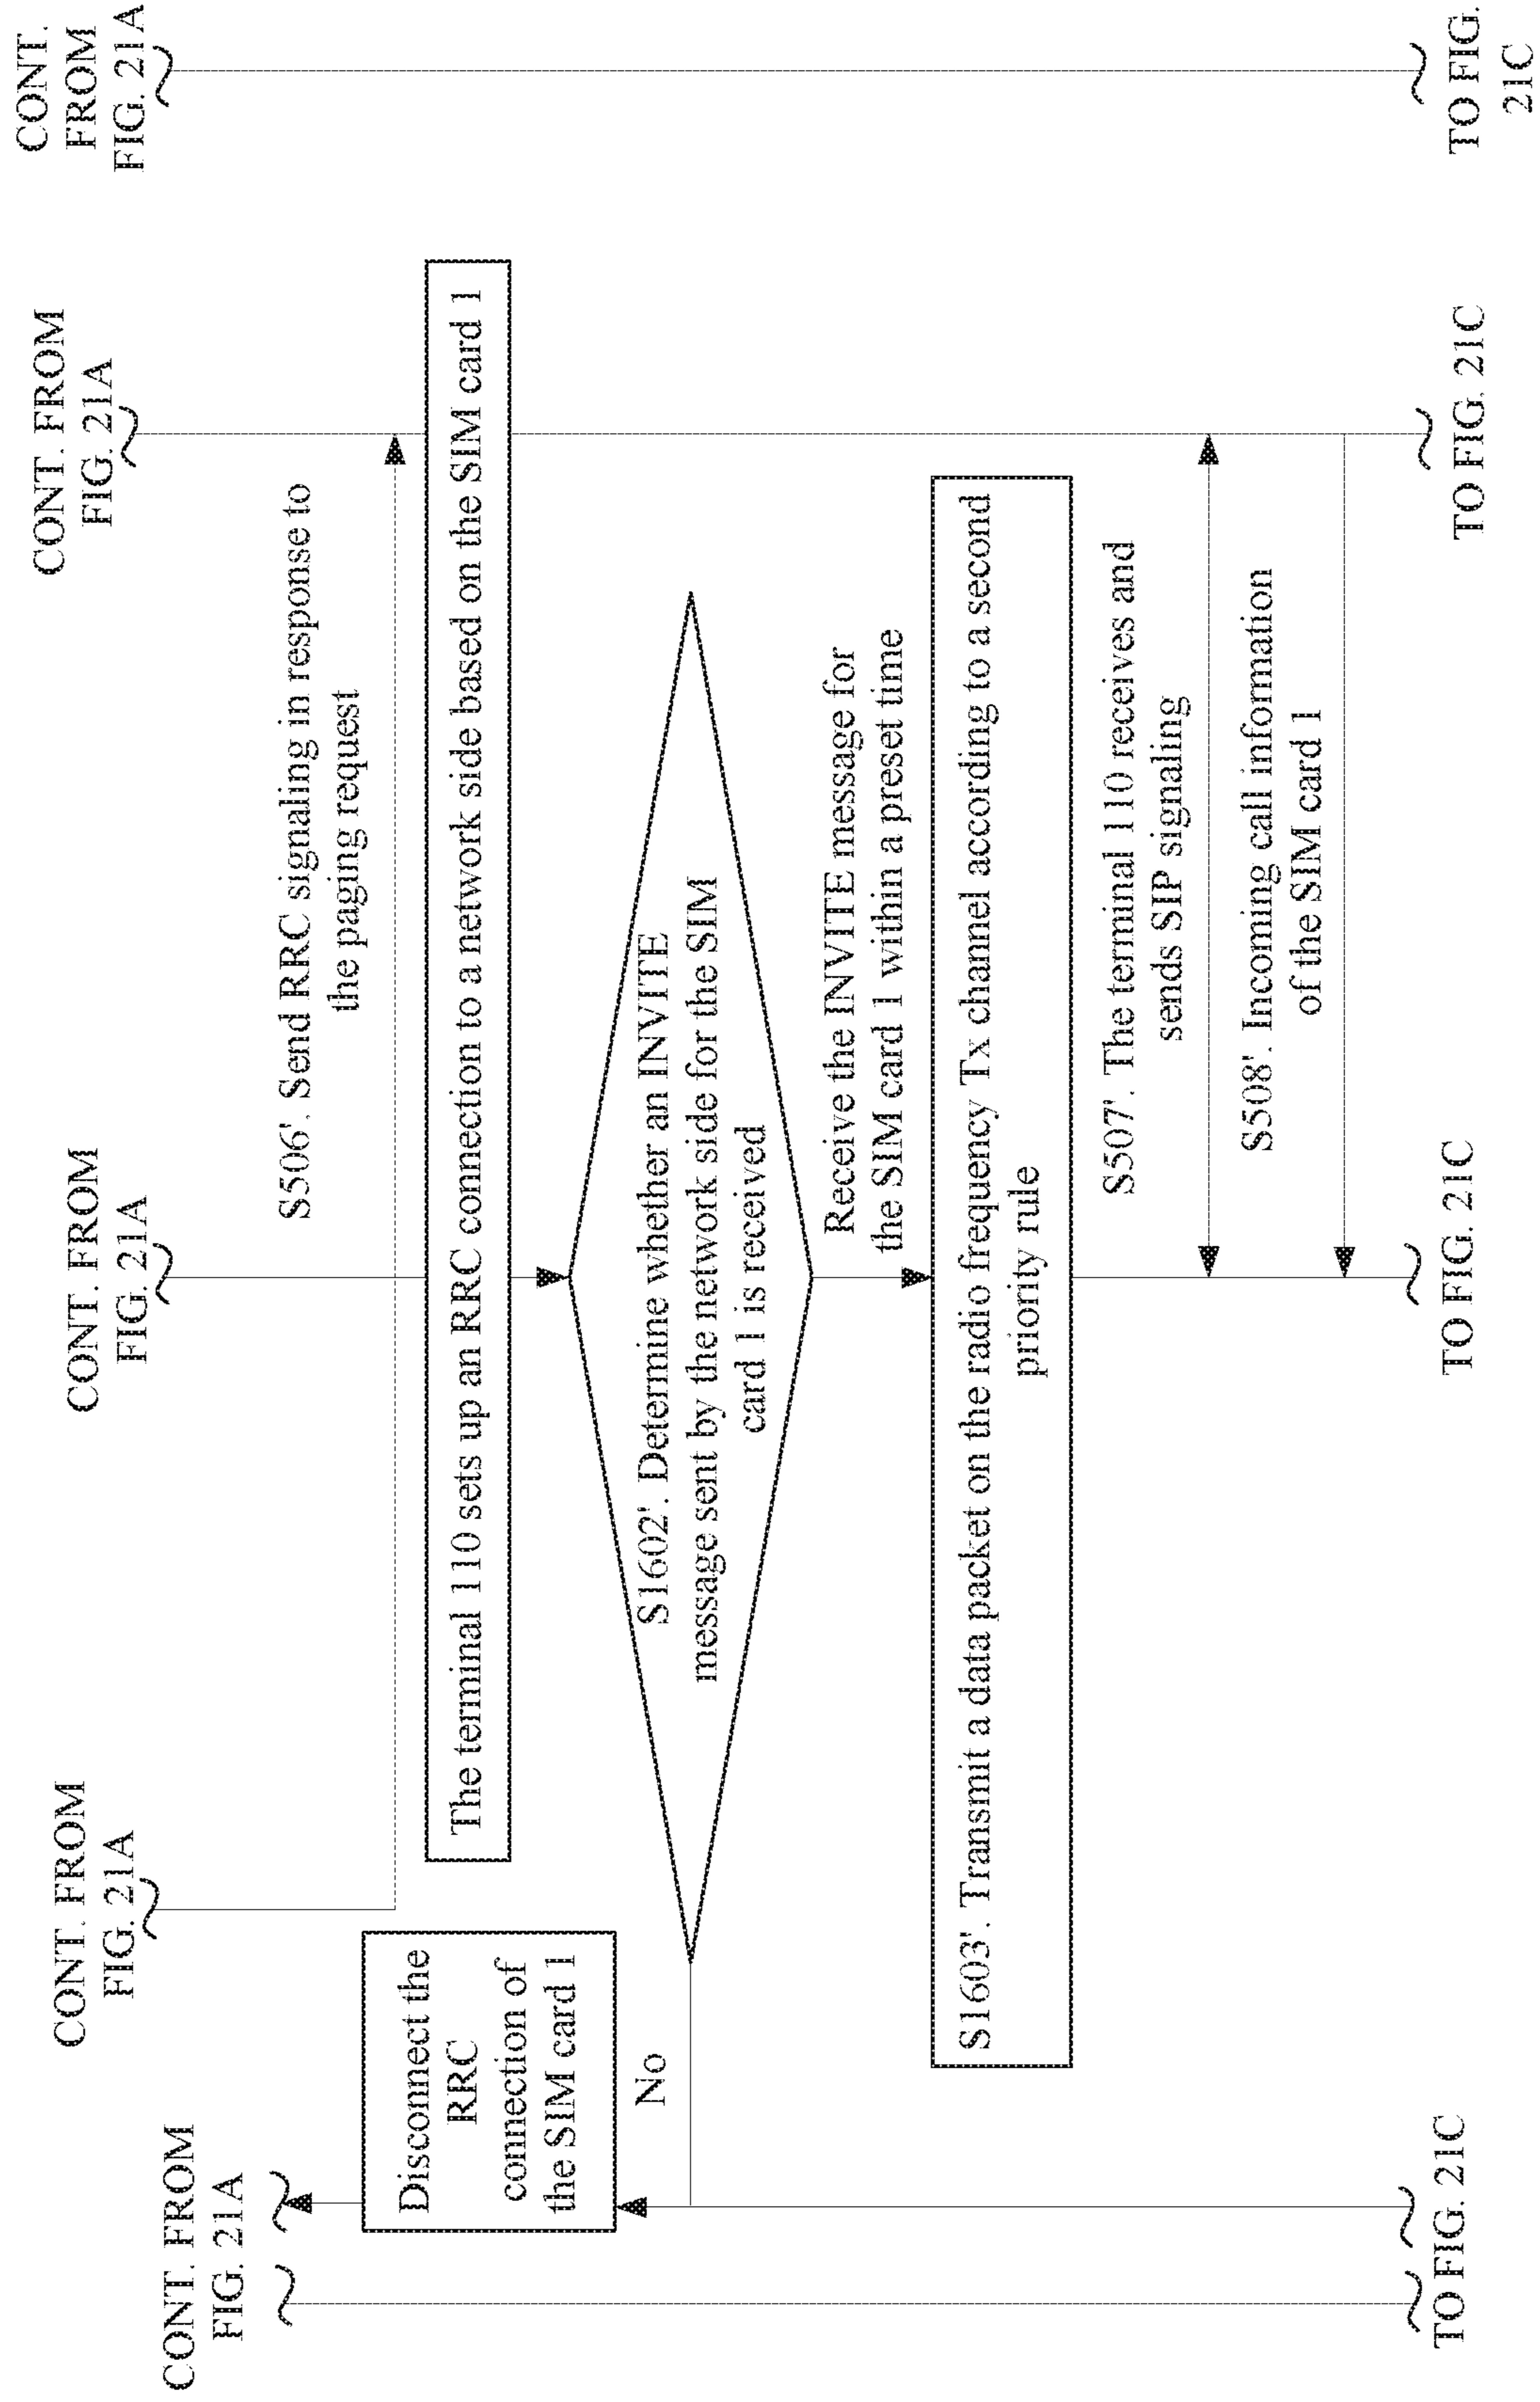 CONT. FROM
FIG. 21A
CONT. FROM
FIG. 21A
CONT. FROM
FIG. 21A
CONT. FROM
FIG. 21A
CONT.
FROM
FIG. 21A
S506'. Send RRC signaling in response to
the paging request
Disconnect the
RRC
connection of
the SIM card 1
The terminal 110 sets up an RRC connection to a network side based on the SIM card 1
No
S1602'. Determine whether an INVITE
message sent by the network side for the SIM
card 1 is received
Receive the INVITE message for
the SIM card 1 within a preset time
S1603'. Transmit a data packet on the radio frequency Tx channel according to a second
priority rule
S507'. The terminal 110 receives and
sends SIP signaling
S508'. Incoming call information
of the SIM card 1
TO FIG. 21C
TO FIG. 21C
TO FIG. 21C
TO FIG.
21C